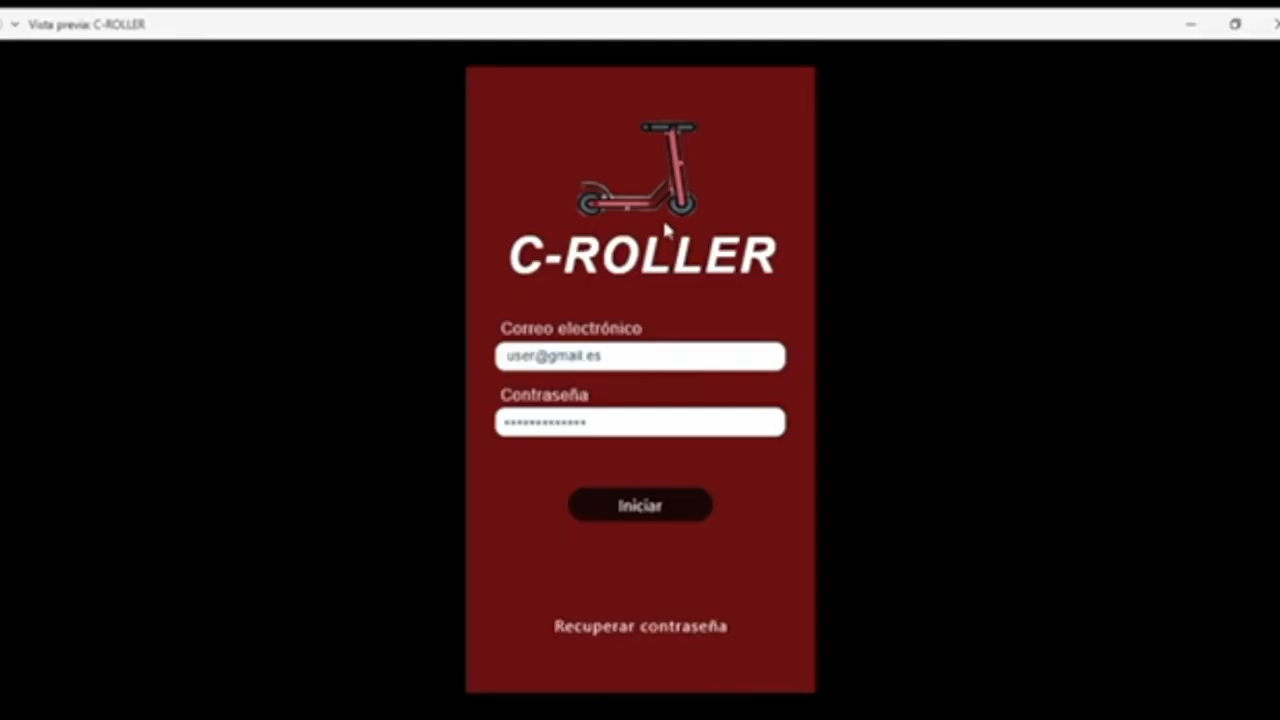 Vista previa: C-ROLLER
C-ROLLER
Correo electrónico
user@gmail.es
Contraseña
Iniciar
Recuperar contraseña